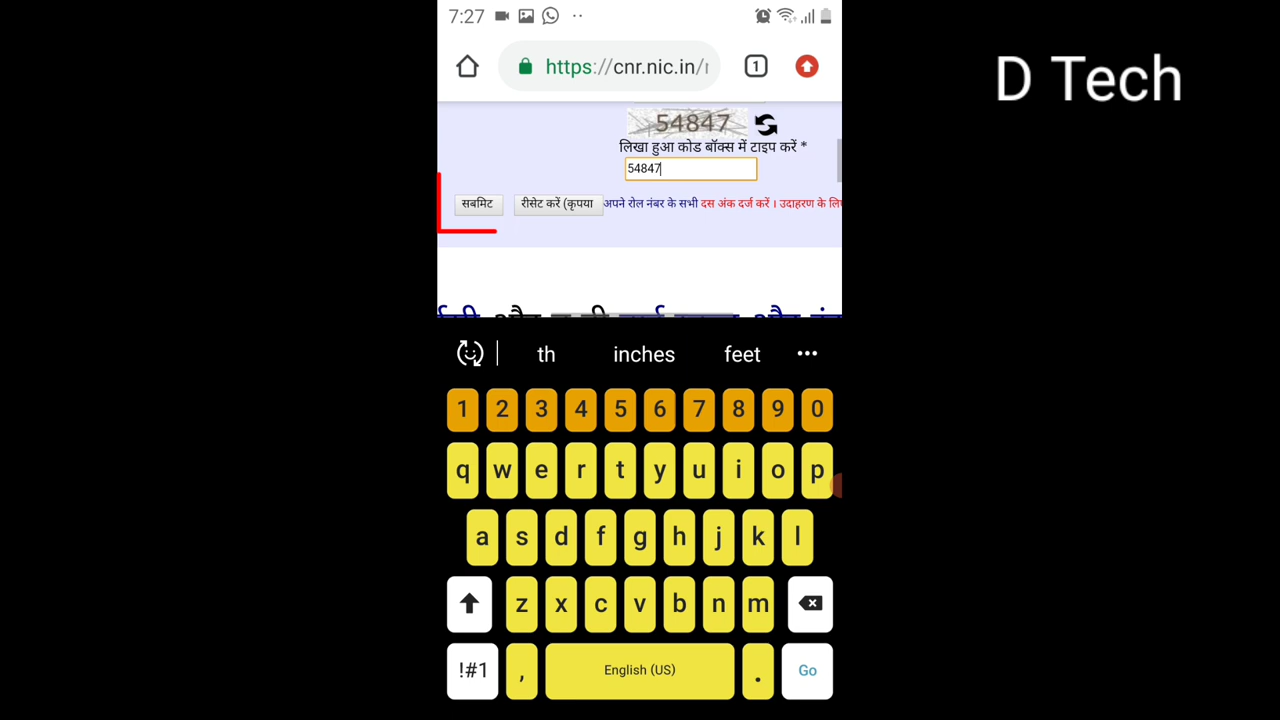 7:27
D Tech
https://cnr.nic.in/
1
54847
लिखा हुआ कोड बॉक्स में टाइप करें *
54847
सबमिट
रीसेट करें (कृपया
अपने रोल नंबर के सभी दस अंक दर्ज करें । उदाहरण के
और
th inches feet
1 2 3 4 5 6 7 8 9 0
q w e r t y u i o p
a s d f g h j k l
z x c v b n m
!#1 , English (US) . Go